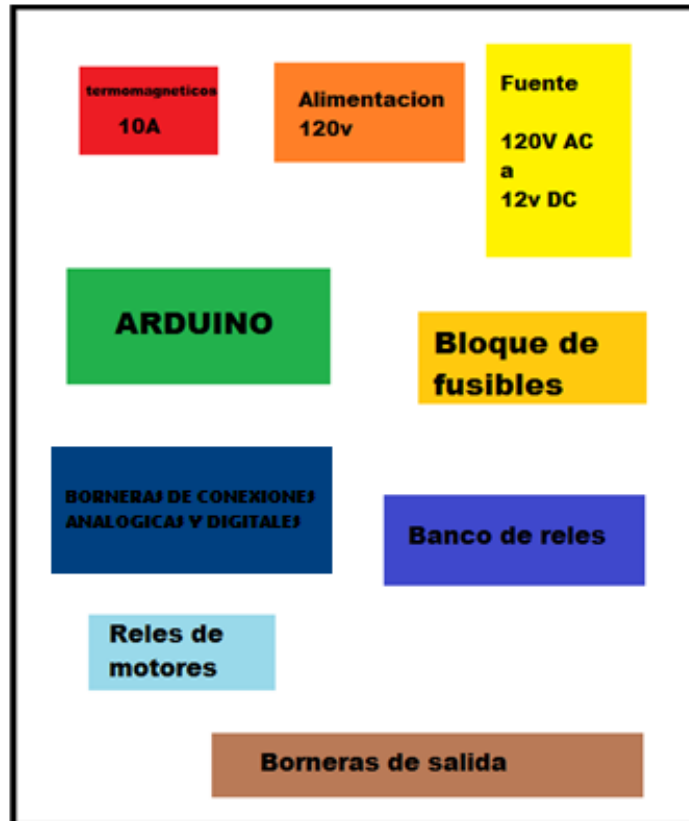 termomagneticos
10A
Alimentacion
120v
Fuente
120V AC
a
12v DC
ARDUINO
Bloque de
fusibles
BORNERAS DE CONEXIONES
ANALOGICAS Y DIGITALES
Banco de reles
Reles de
motores
Borneras de salida